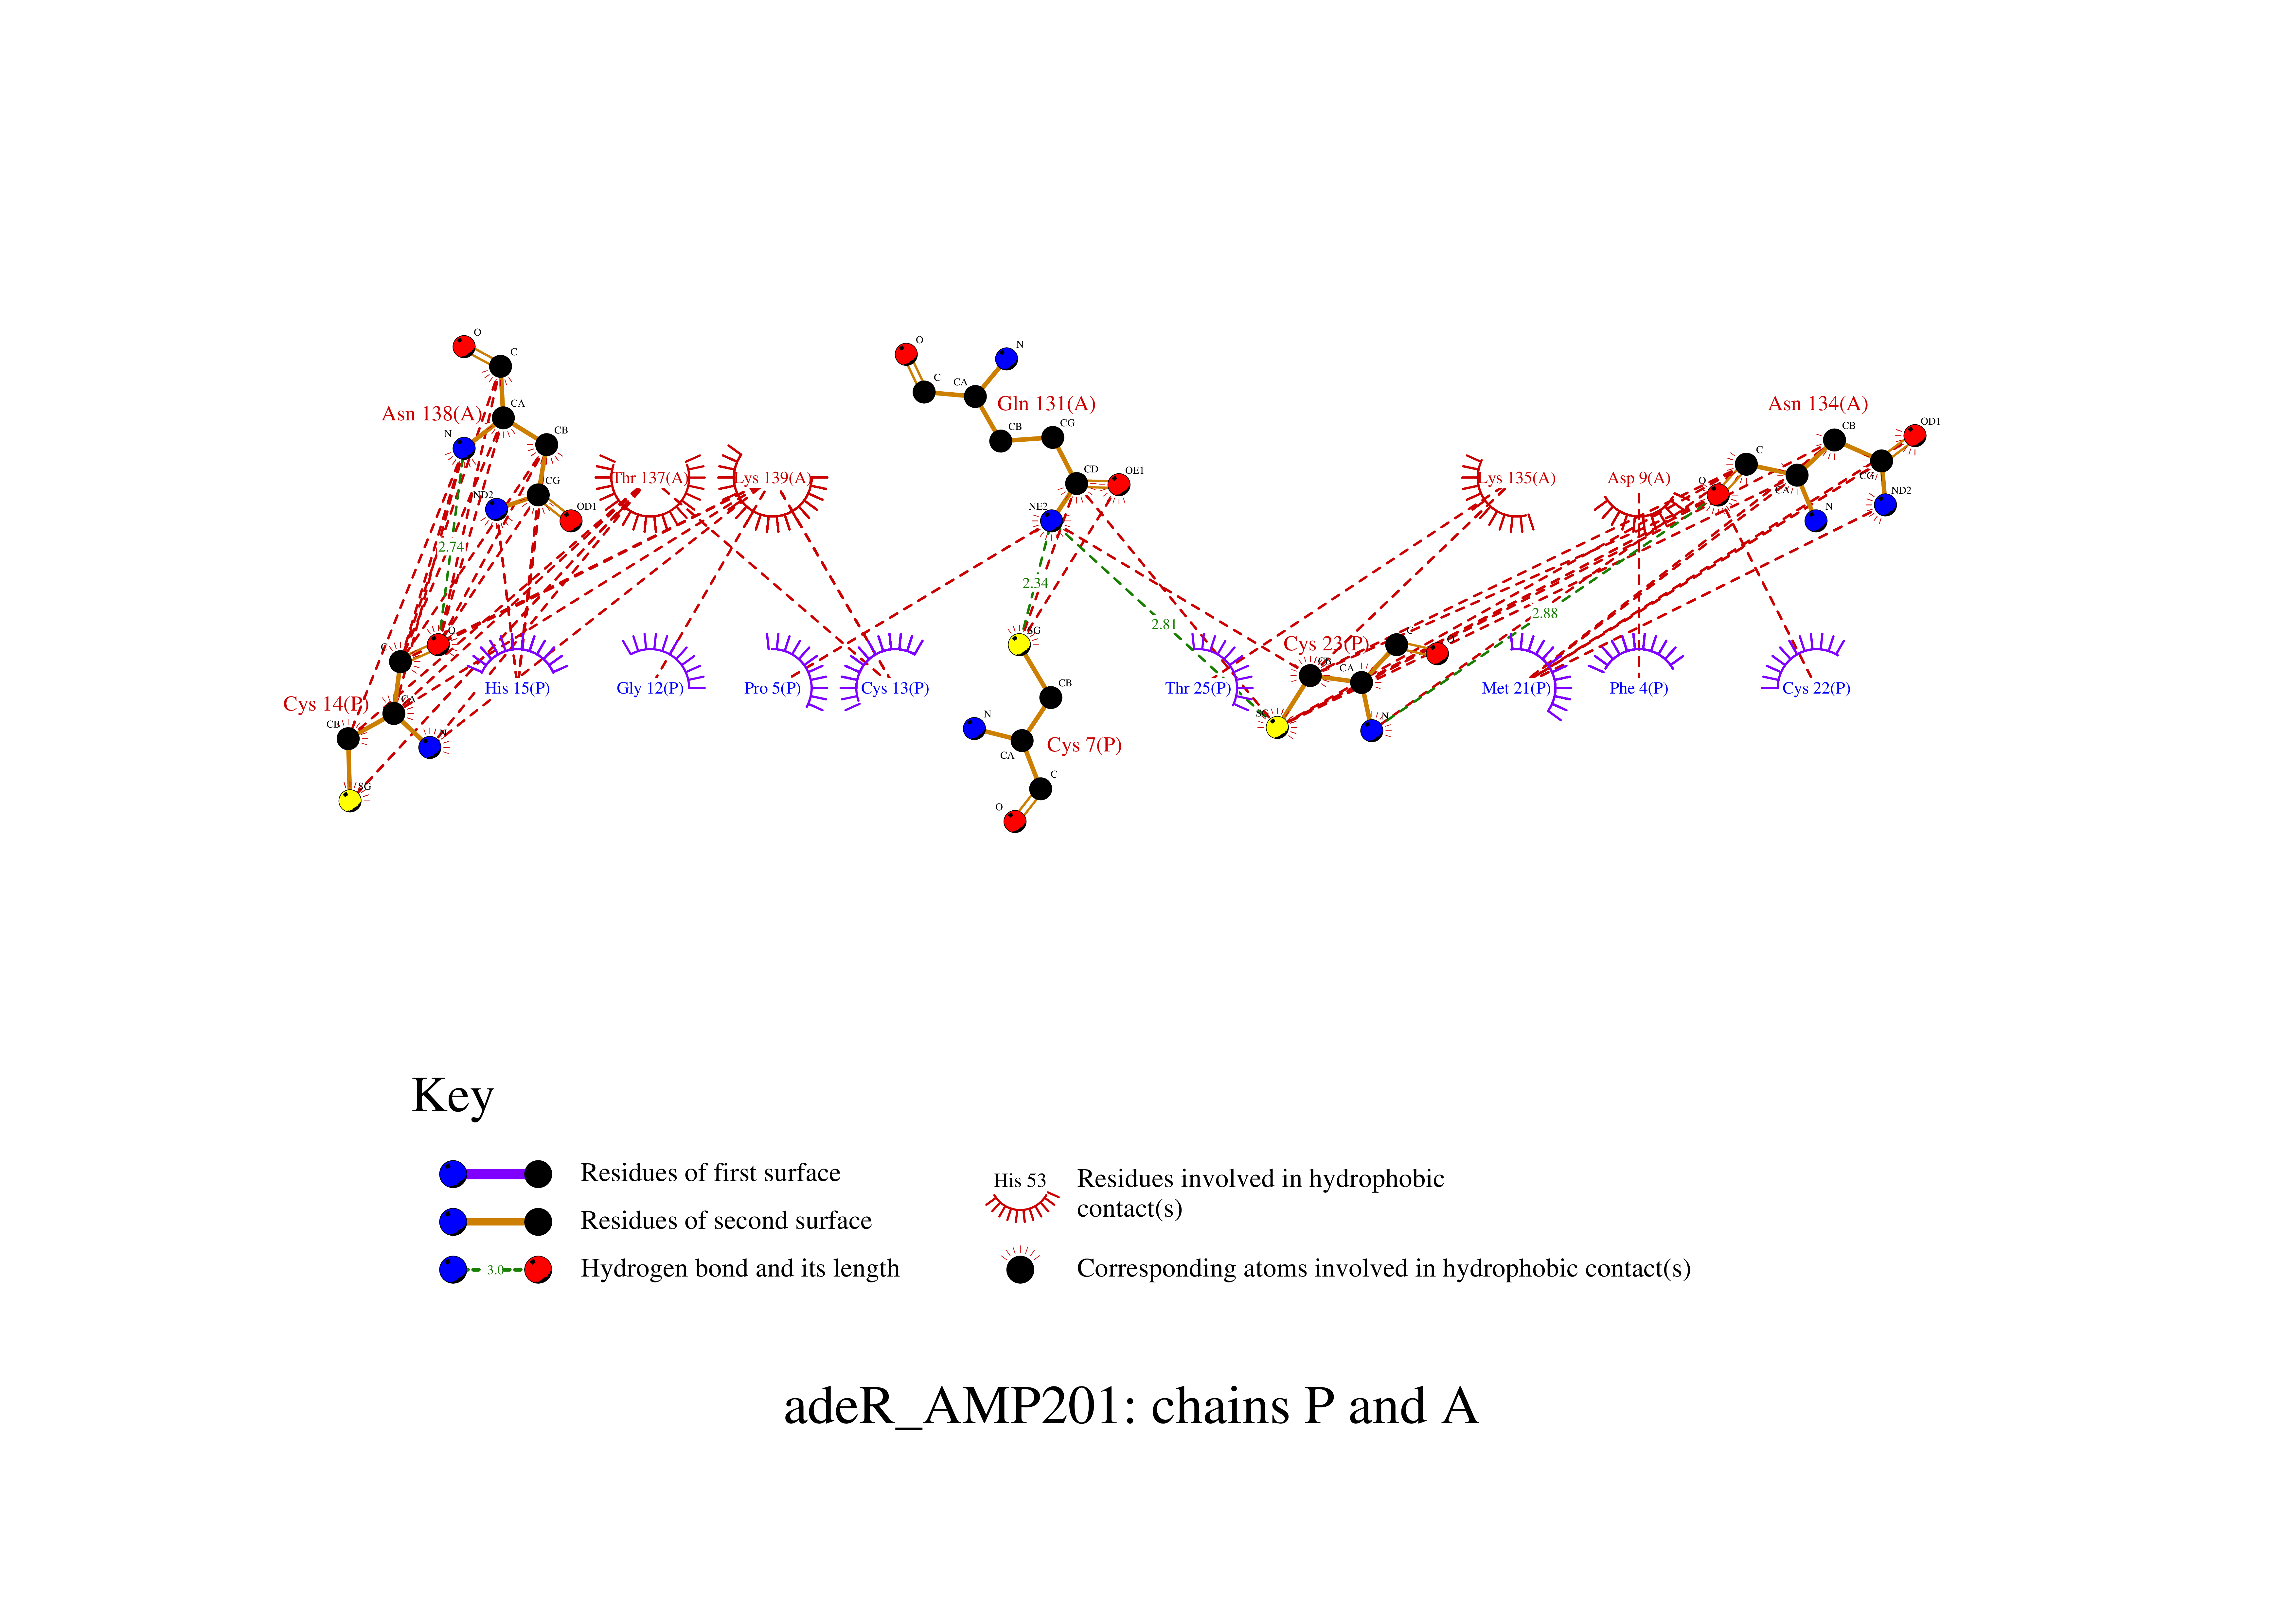 O
C
CA
Asn 138(A)
N
CB
CG
ND2
OD1
Thr 137(A)
Lys 139(A)
O
N
C
CA
Gln 131(A)
CB
CG
CD
OE1
NE2
Lys 135(A)
Asp 9(A)
Asn 134(A)
OD1
CB
C
O
CA
CG
ND2
N
2.74
2.34
2.81
2.88
O
C
Cys 14(P)
CA
CB
N
SG
His 15(P)
Gly 12(P)
Pro 5(P)
Cys 13(P)
SG
CB
N
Cys 7(P)
CA
C
O
Thr 25(P)
Cys 23(P)
C
O
CB
CA
SG
N
Met 21(P)
Phe 4(P)
Cys 22(P)
Key
Residues of first surface
Residues of second surface
3.0
Hydrogen bond and its length
His 53
Residues involved in hydrophobic
contact(s)
Corresponding atoms involved in hydrophobic contact(s)
adeR_AMP201: chains P and A